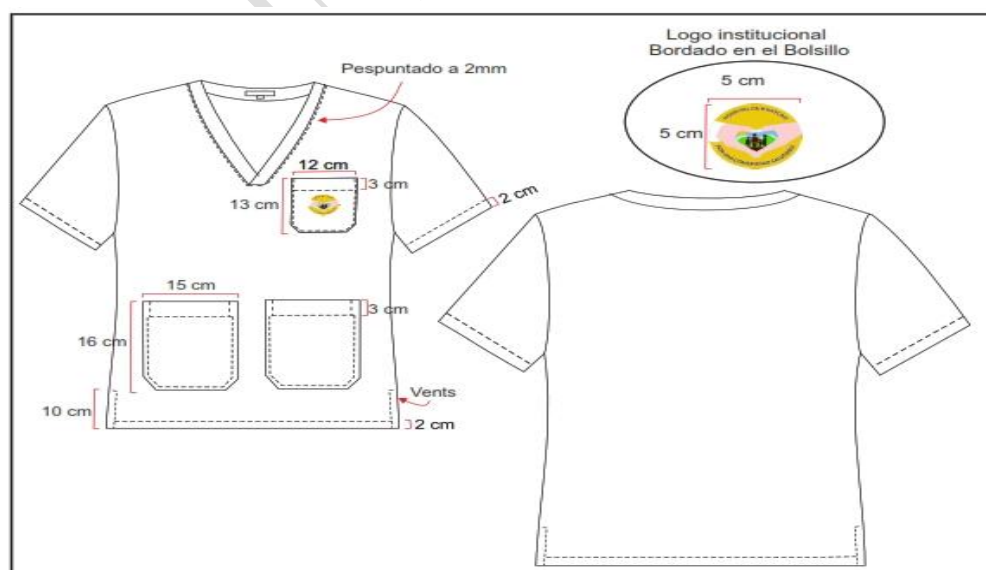 Logo institucional
Bordado en el Bolsillo
5 cm
5 cm
Pespuntado a 2mm
12 cm
3 cm
13 cm
2 cm
15 cm
3 cm
16 cm
Vents
10 cm
2 cm